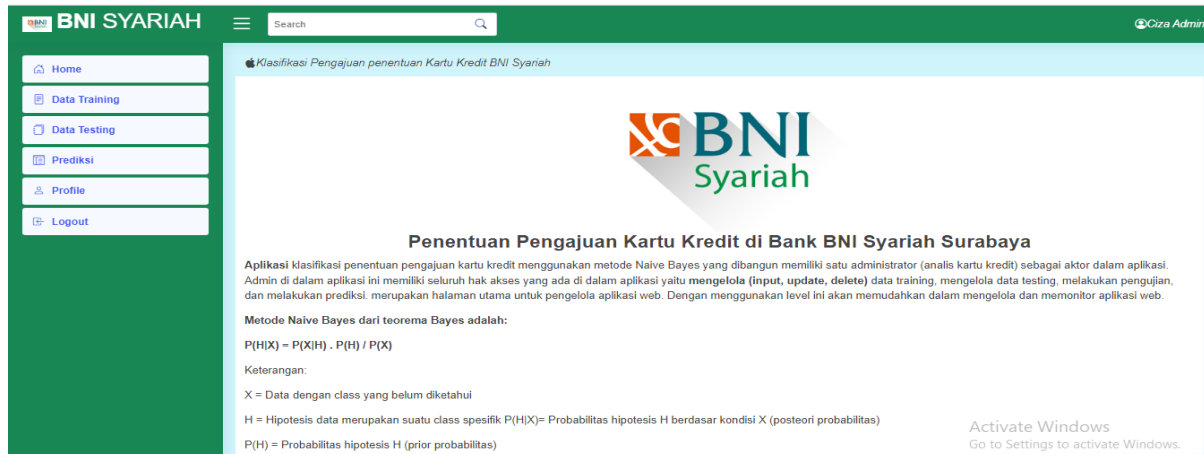 BNI SYARIAH
Search
Ciza Admin
Home
Data Training
Data Testing
Prediksi
Profile
Logout
Klasifikasi Pengajuan penentuan Kartu Kredit BNI Syariah
BNI
Syariah
Penentuan Pengajuan Kartu Kredit di Bank BNI Syariah Surabaya
Aplikasi klasifikasi penentuan pengajuan kartu kredit menggunakan metode Naive Bayes yang dibangun memiliki satu administrator (analis kartu kredit) sebagai aktor dalam aplikasi.
Admin di dalam aplikasi ini memiliki seluruh hak akses yang ada di dalam aplikasi yaitu mengelola (input, update, delete) data training, mengelola data testing, melakukan pengujian,
dan melakukan prediksi. merupakan halaman utama untuk pengelola aplikasi web. Dengan menggunakan level ini akan memudahkan dalam mengelola dan memonitor aplikasi web.
Metode Naive Bayes dari teorema Bayes adalah:
P(H|X) = P(X|H) . P(H) / P(X)
Keterangan:
X = Data dengan class yang belum diketahui
H = Hipotesis data merupakan suatu class spesifik P(H|X)= Probabilitas hipotesis H berdasar kondisi X (posteori probabilitas)
P(H) = Probabilitas hipotesis H (prior probabilitas)
Activate Windows
Go to Settings to activate Windows.